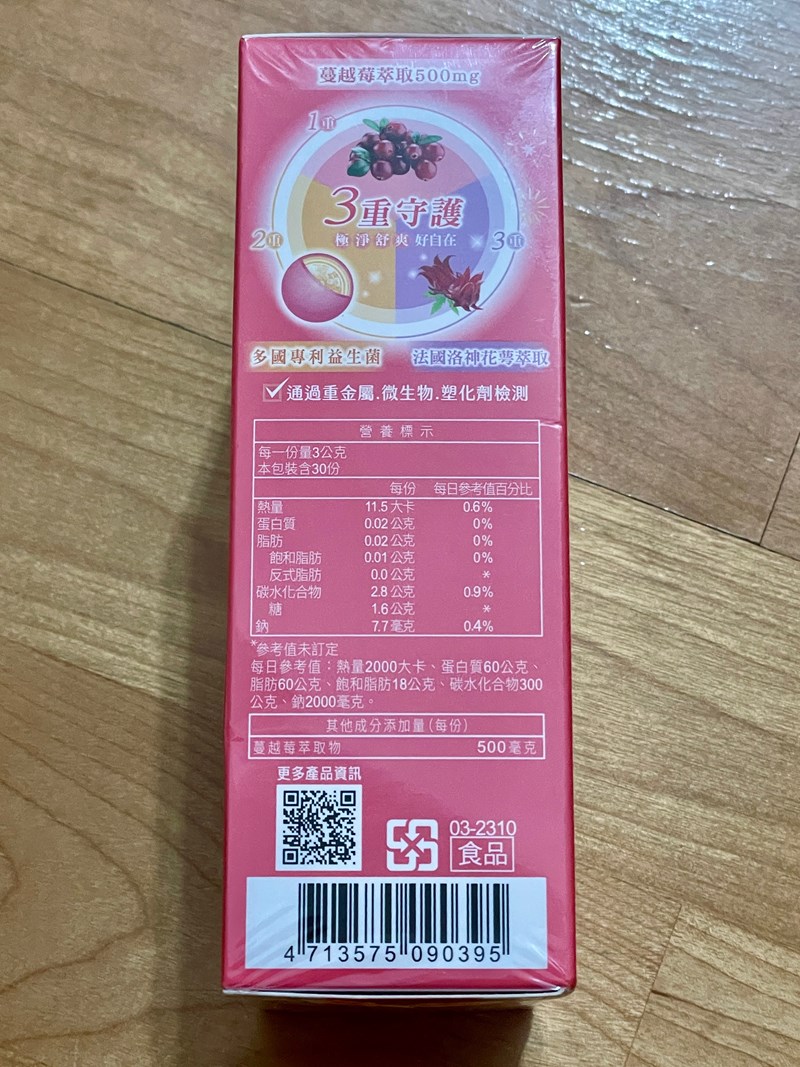 蔓越莓萃取500mg
1重
3重守護
極淨舒爽 好自在
2重
3重
多國專利益生菌
法國洛神花萼萃取
通過重金屬.微生物.塑化劑檢測
營養標示
每一份量3公克
本包裝含30份
每份 每日參考值百分比
熱量 11.5大卡 0.6%
蛋白質 0.02公克 0%
脂肪 0.02公克 0%
飽和脂肪 0.01公克 0%
反式脂肪 0.0公克 *
碳水化合物 2.8公克 0.9%
糖 1.6公克 *
鈉 7.7毫克 0.4%
*參考值未訂定
每日參考值：熱量2000大卡、蛋白質60公克、
脂肪60公克、飽和脂肪18公克、碳水化合物300
公克、鈉2000毫克。
其他成分添加量(每份)
蔓越莓萃取物 500毫克
更多產品資訊
03-2310
食品
4 713575 090395